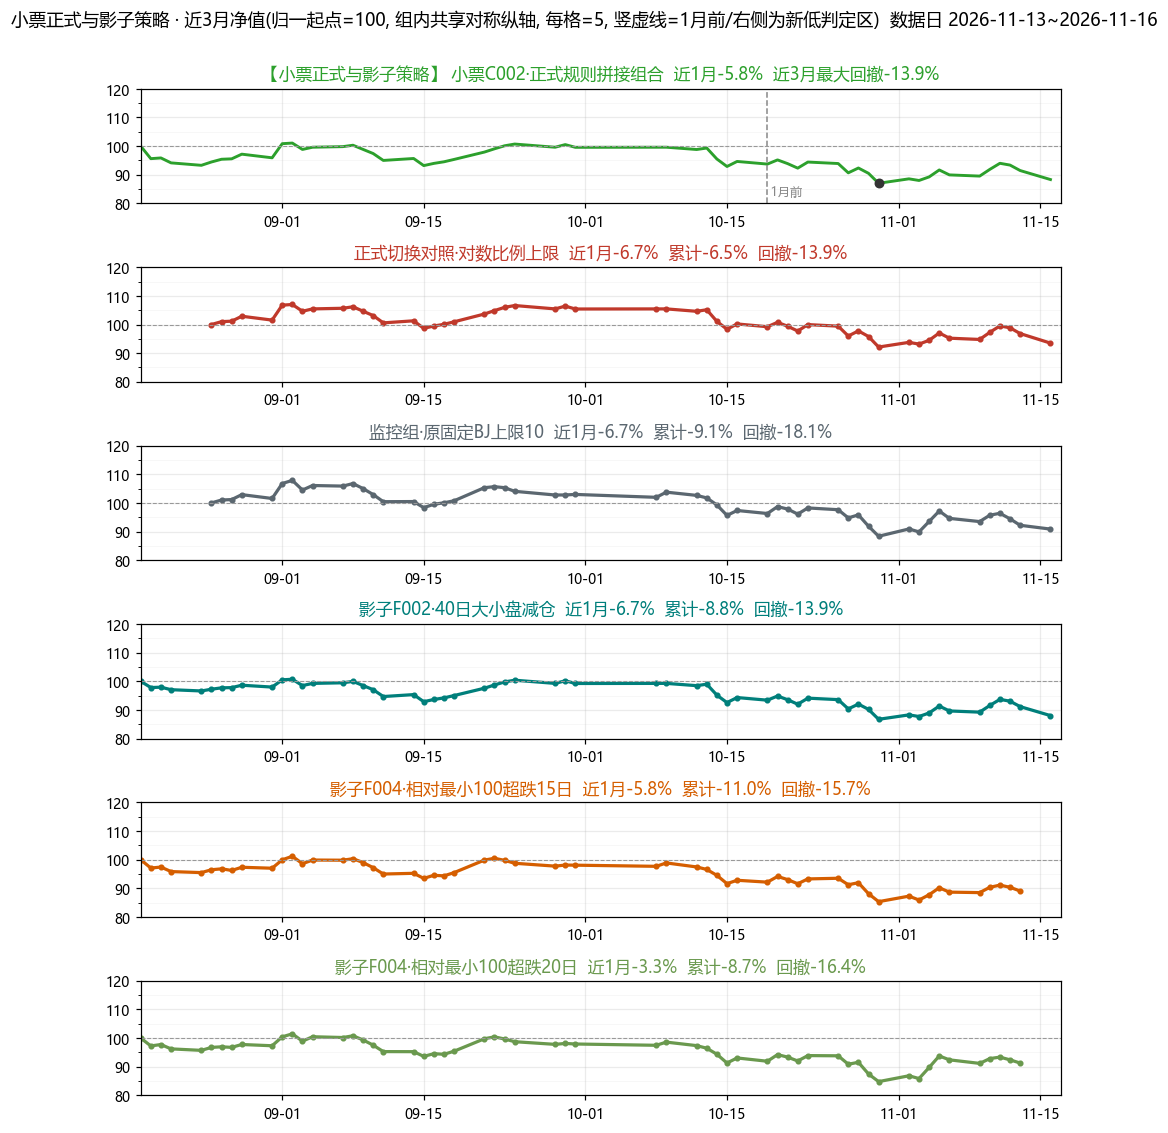 小票正式与影子策略 · 近3月净值(归一起点=100, 组内共享对称纵轴, 每格=5, 竖虚线=1月前/右侧为新低判定区)  数据日 2026-11-13~2026-11-16
【小票正式与影子策略】 小票C002·正式规则拼接组合  近1月-5.8%  近3月最大回撤-13.9%
120
110
100
90
80
1月前
09-01 09-15 10-01 10-15 11-01 11-15
正式切换对照·对数比例上限  近1月-6.7%  累计-6.5%  回撤-13.9%
120
110
100
90
80
09-01 09-15 10-01 10-15 11-01 11-15
监控组·原固定BJ上限10  近1月-6.7%  累计-9.1%  回撤-18.1%
120
110
100
90
80
09-01 09-15 10-01 10-15 11-01 11-15
影子F002·40日大小盘减仓  近1月-6.7%  累计-8.8%  回撤-13.9%
120
110
100
90
80
09-01 09-15 10-01 10-15 11-01 11-15
影子F004·相对最小100超跌15日  近1月-5.8%  累计-11.0%  回撤-15.7%
120
110
100
90
80
09-01 09-15 10-01 10-15 11-01 11-15
影子F004·相对最小100超跌20日  近1月-3.3%  累计-8.7%  回撤-16.4%
120
110
100
90
80
09-01 09-15 10-01 10-15 11-01 11-15